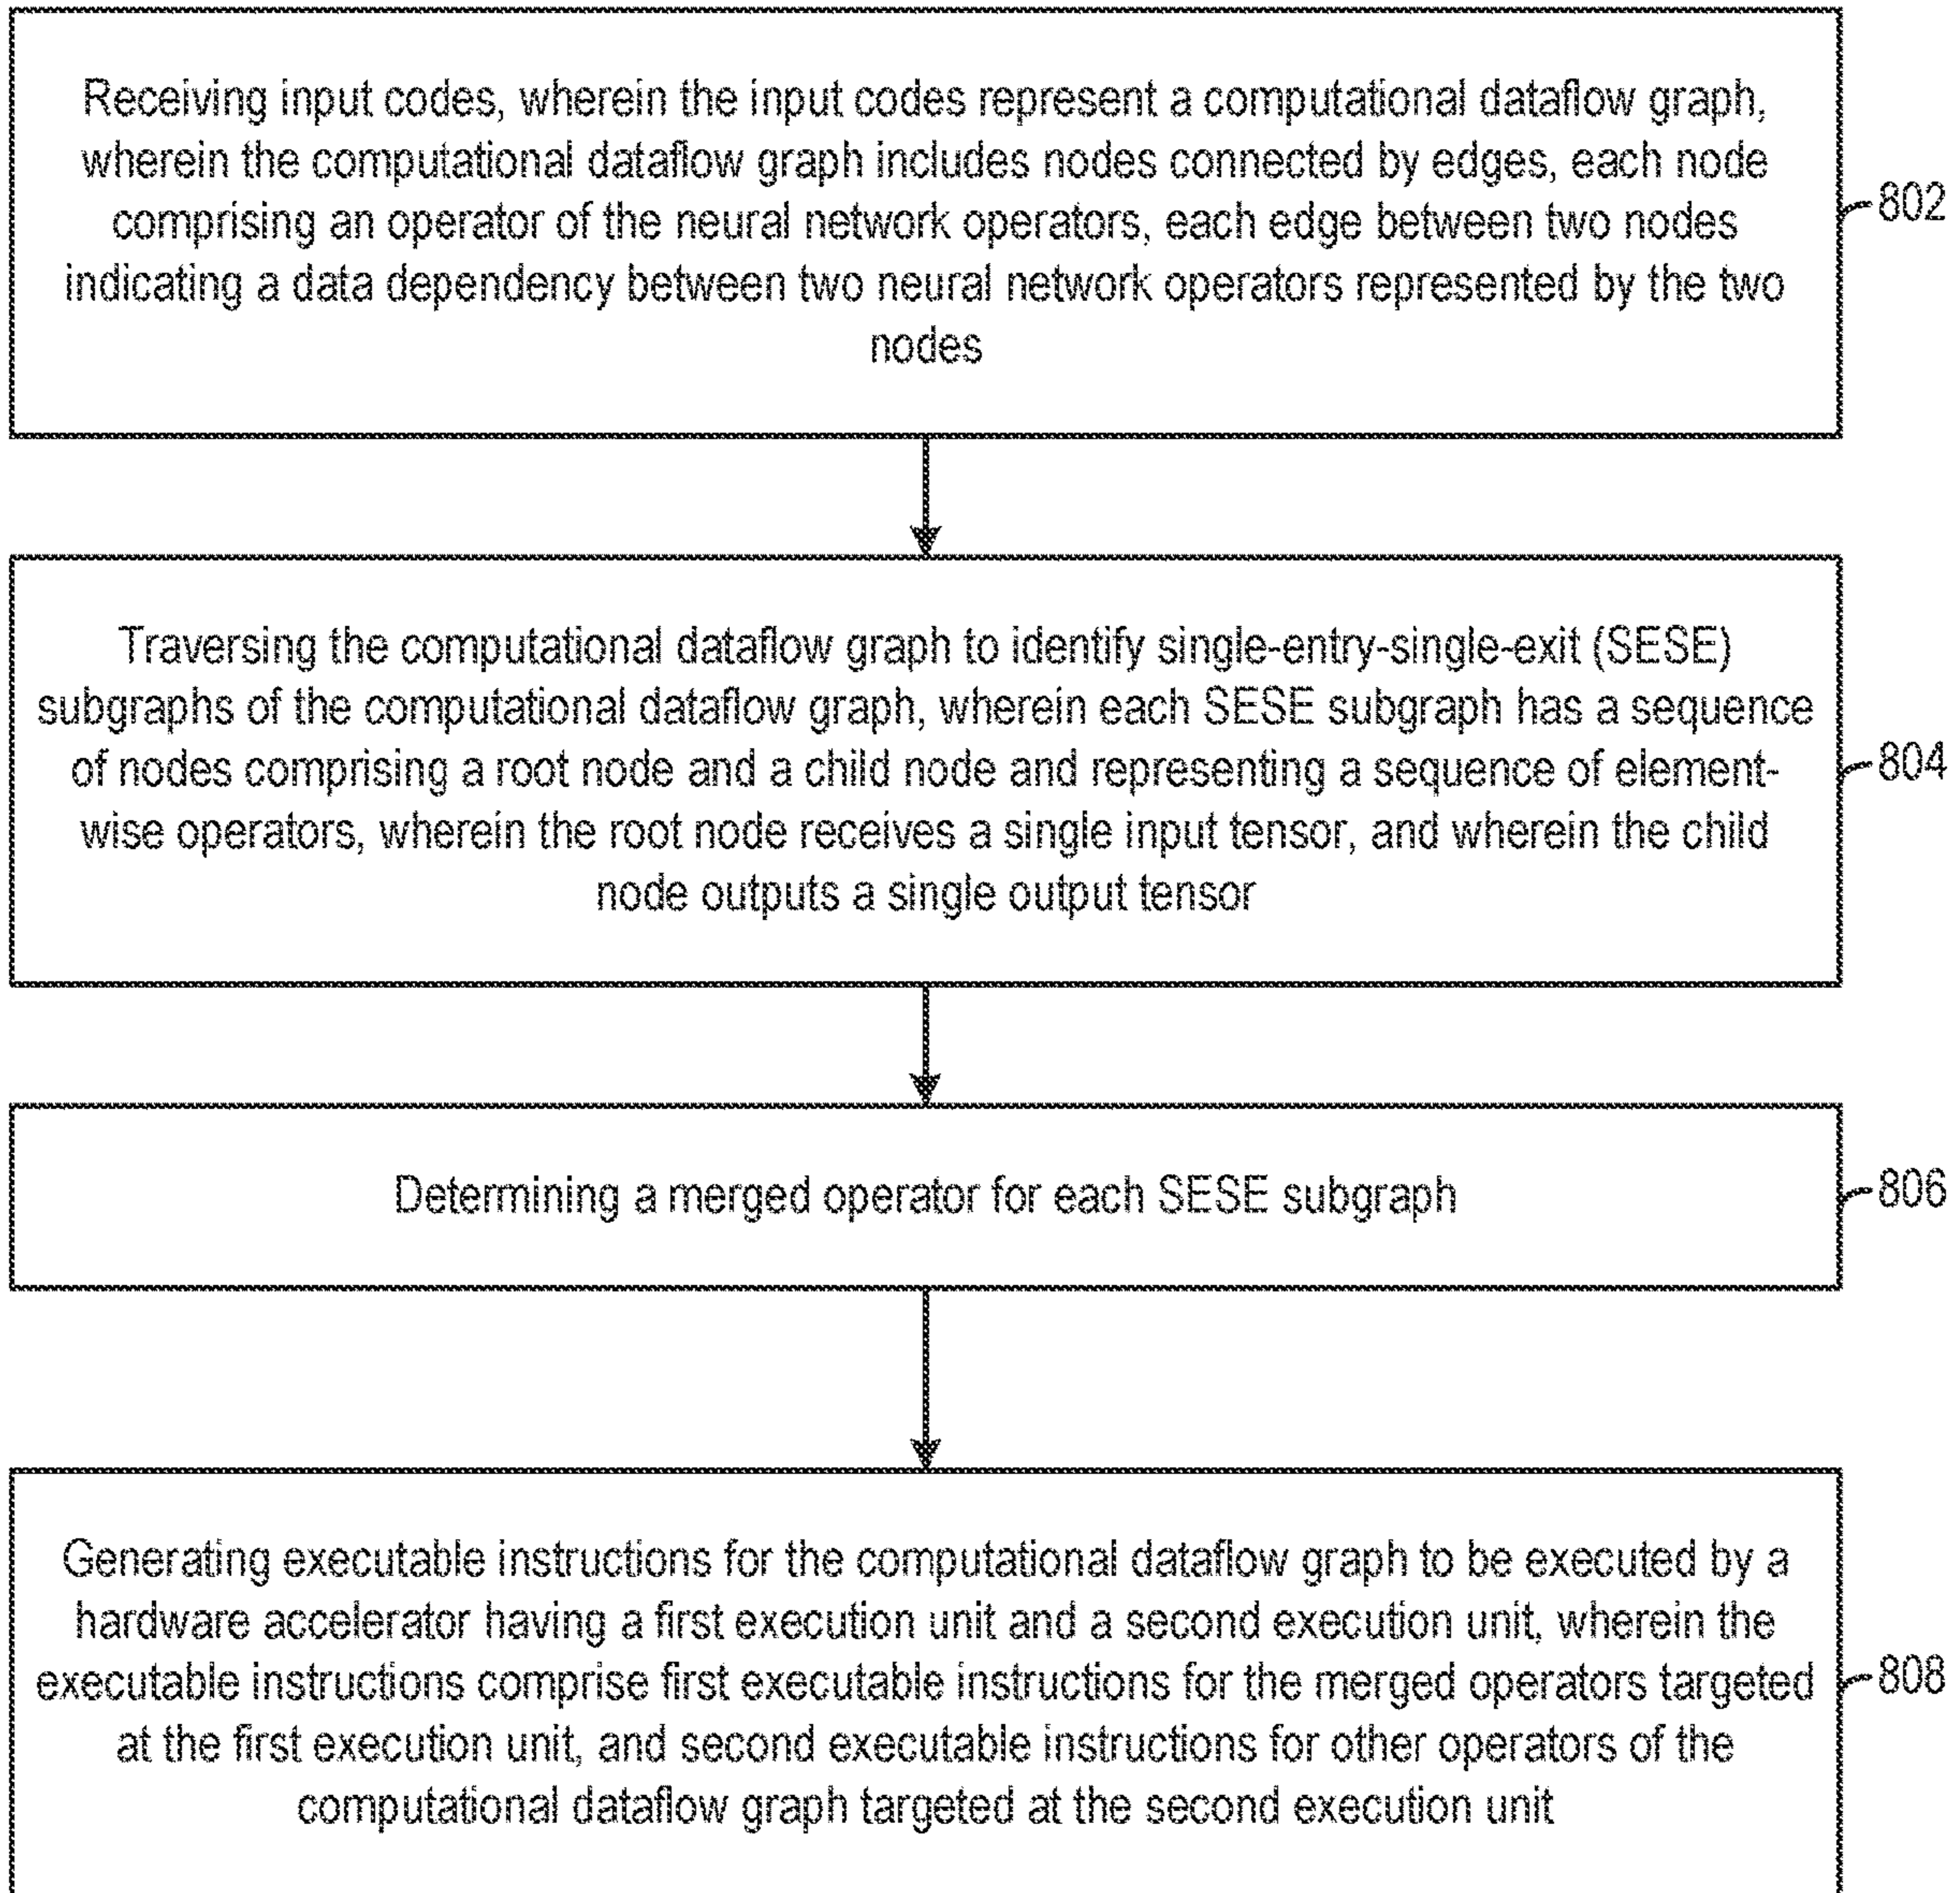 Receiving input codes, wherein the input codes represent a computational dataflow graph,
wherein the computational dataflow graph includes nodes connected by edges, each node
comprising an operator of the neural network operators, each edge between two nodes
indicating a data dependency between two neural network operators represented by the two
nodes
802
Traversing the computational dataflow graph to identify single-entry-single-exit (SESE)
subgraphs of the computational dataflow graph, wherein each SESE subgraph has a sequence
of nodes comprising a root node and a child node and representing a sequence of element-
wise operators, wherein the root node receives a single input tensor, and wherein the child
node outputs a single output tensor
804
Determining a merged operator for each SESE subgraph
806
Generating executable instructions for the computational dataflow graph to be executed by a
hardware accelerator having a first execution unit and a second execution unit, wherein the
executable instructions comprise first executable instructions for the merged operators targeted
at the first execution unit, and second executable instructions for other operators of the
computational dataflow graph targeted at the second execution unit
808